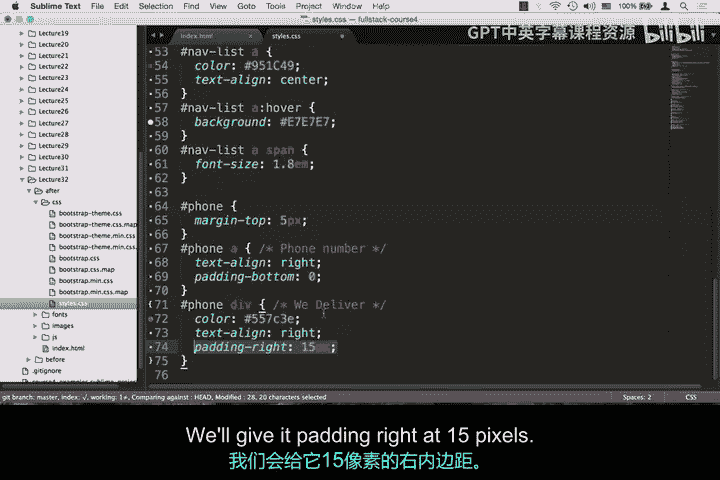 Sublime Text File Edit Selection Find View Goto Tools Project Window Help 100%
styles.css — fullstack-course4
GPT中英字幕课程资源 bilibili
index.html
styles.css
Lecture19
Lecture20
Lecture21
Lecture22
Lecture23
Lecture24
Lecture25
Lecture26
Lecture27
Lecture28
Lecture29
Lecture30
Lecture31
Lecture32
after
css
bootstrap-theme.css
bootstrap-theme.css.map
bootstrap-theme.min.css
bootstrap-theme.min.css.
bootstrap.css
bootstrap.css.map
bootstrap.min.css
bootstrap.min.css.map
styles.css
fonts
images
js
index.html
before
.gitignore
53 #nav-list a {
54 color: #951C49;
55 text-align: center;
56 }
57 #nav-list a:hover {
58 background: #E7E7E7;
59 }
60 #nav-list a span {
61 font-size: 1.8em;
62 }
63
64 #phone {
65 margin-top: 5px;
66 }
67 #phone a { /* Phone number */
68 text-align: right;
69 padding-bottom: 0;
70 }
71 #phone div { /* We Deliver */
72 color: #557c3e;
73 text-align: right;
74 padding-right: 15 ;
75 }
76
git branch: master, index: √, working: 1≠, Comparing against : HEAD, Modified : 28, 20 characters selected
Spaces: 2
CSS
We'll give it padding right at 15 pixels.
我们会给它15像素的右内边距。